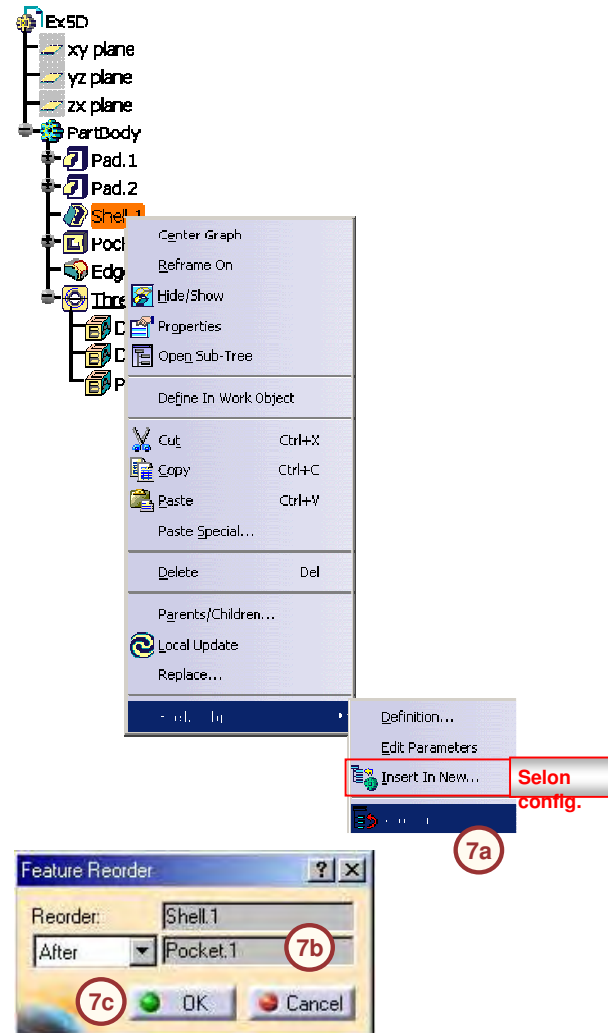 Ex5D
xy plane
yz plane
zx plane
PartBody
Pad.1
Pad.2
Shell.1
Center Graph
Reframe On
Hide/Show
Properties
Open Sub-Tree
Define In Work Object
Cut Ctrl+X
Copy Ctrl+C
Paste Ctrl+V
Paste Special...
Delete Del
Parents/Children...
Local Update
Replace...
Definition...
Edit Parameters
Insert In New...
Selon
config.
7a
Feature Reorder
Reorder: Shell.1
After Pocket.1 7b
7c OK Cancel